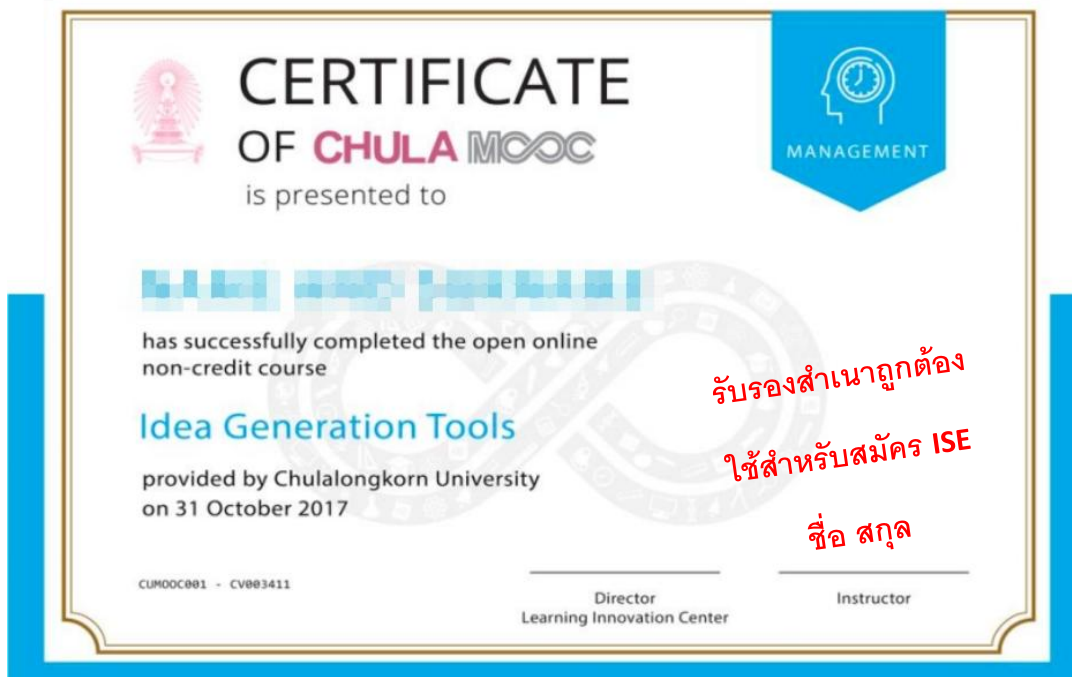 CERTIFICATE
OF CHULA MOOC
is presented to
MANAGEMENT
has successfully completed the open online
non-credit course
Idea Generation Tools
provided by Chulalongkorn University
on 31 October 2017
รับรองสำเนาถูกต้อง
ใช้สำหรับสมัคร ISE
ชื่อ สกุล
CUMOOC001 - CV003411
Director
Learning Innovation Center
Instructor